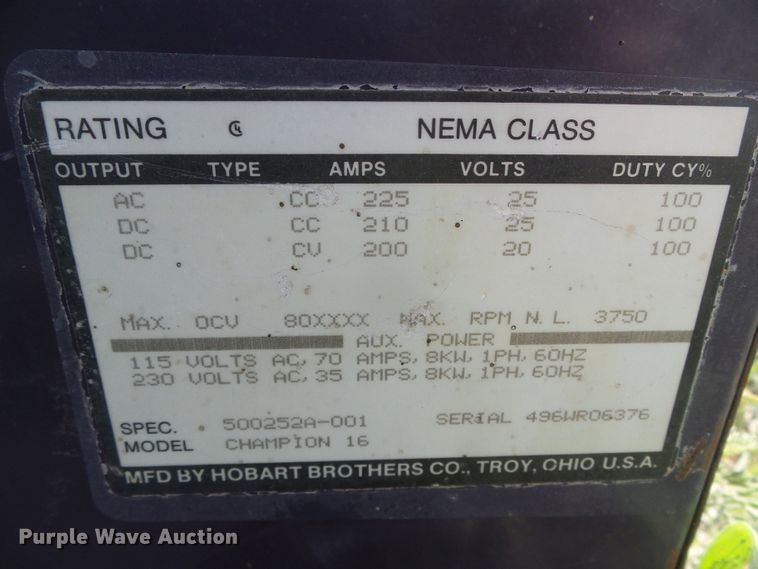 RATING NEMA CLASS
OUTPUT TYPE AMPS VOLTS DUTY CY%
AC CC 225 25 100
DC CC 210 25 100
DC CV 200 20 100
MAX. OCV 80XXXX MAX. RPM N. L. 3750
AUX. POWER
115 VOLTS AC, 70 AMPS, 8KW, 1PH, 60HZ
230 VOLTS AC, 35 AMPS, 8KW, 1PH, 60HZ
SPEC. 500252A-001 SERIAL 496WR06376
MODEL CHAMPION 16
MFD BY HOBART BROTHERS CO., TROY, OHIO U.S.A.
Purple Wave Auction